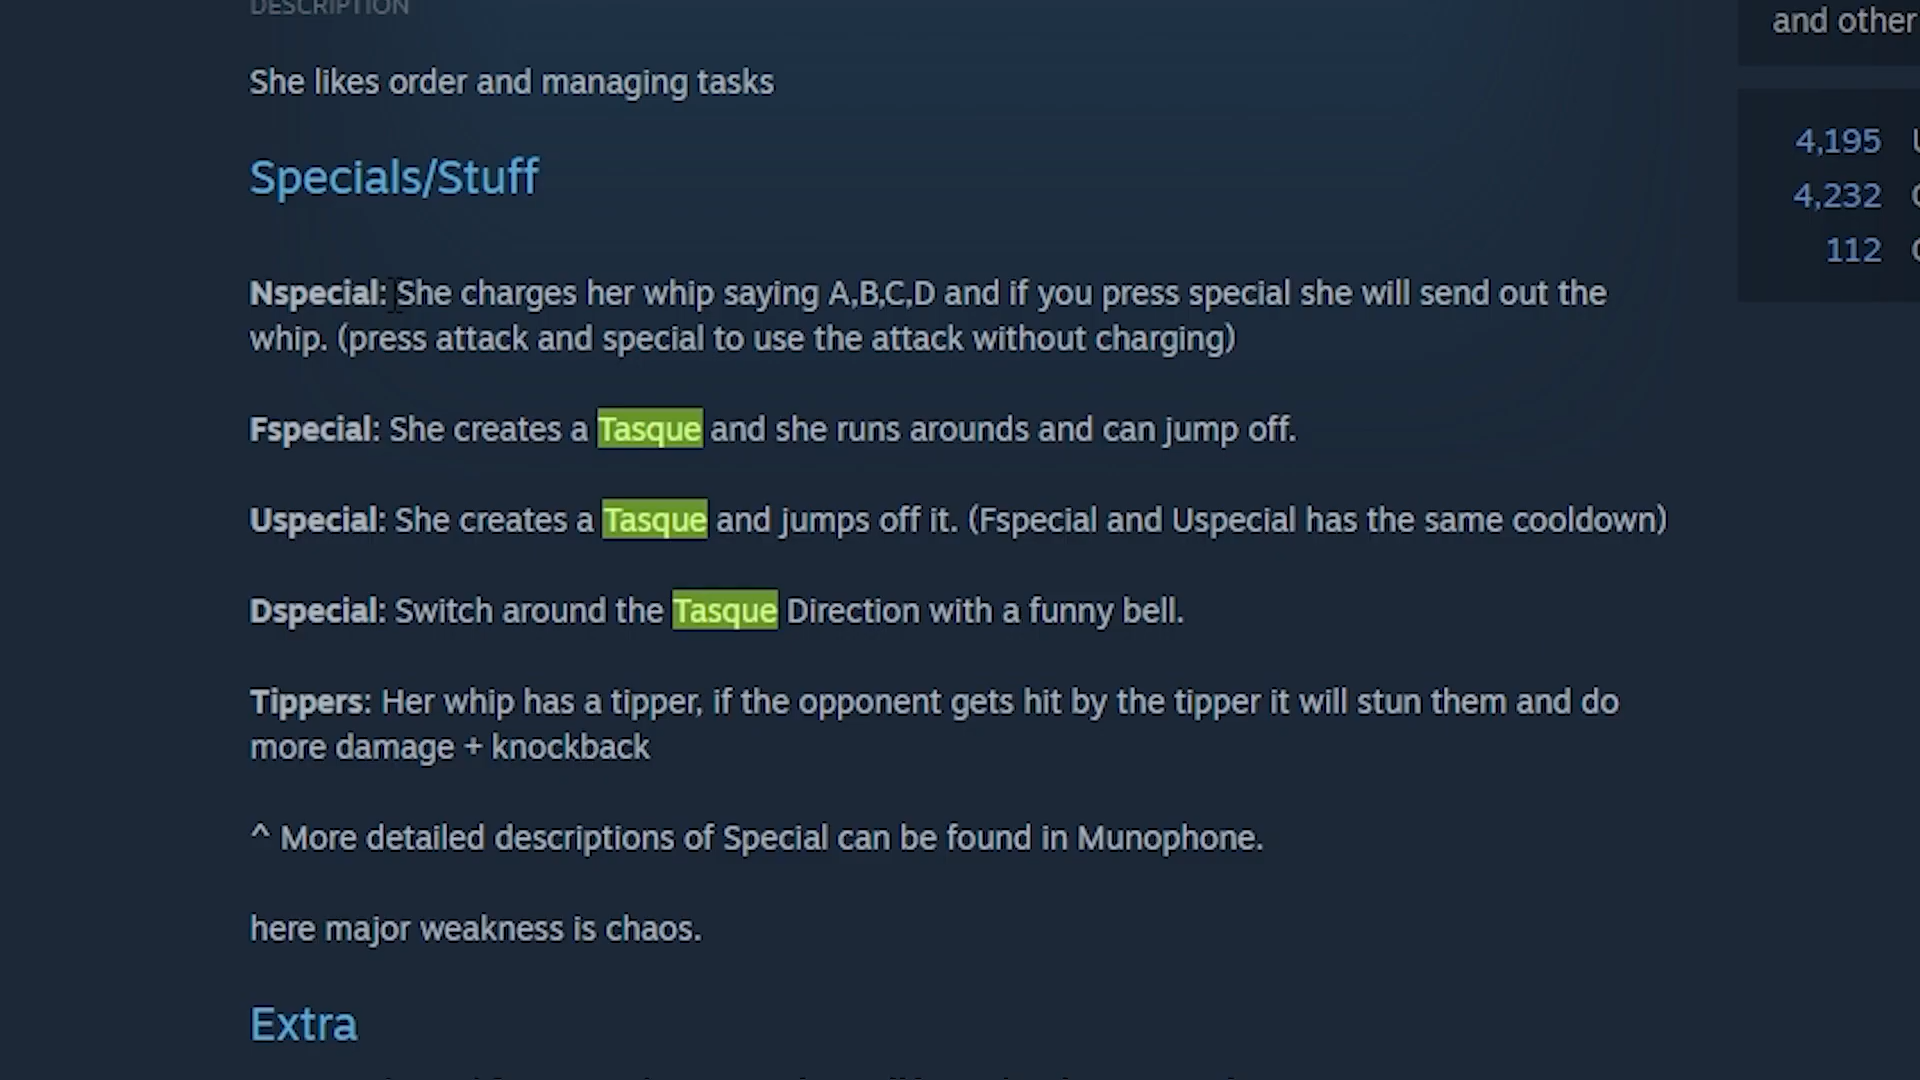 DESCRIPTION
and other
She likes order and managing tasks
4,195
Specials/Stuff
4,232
112
Nspecial: She charges her whip saying A,B,C,D and if you press special she will send out the
whip. (press attack and special to use the attack without charging)
Fspecial: She creates a Tasque and she runs arounds and can jump off.
Uspecial: She creates a Tasque and jumps off it. (Fspecial and Uspecial has the same cooldown)
Dspecial: Switch around the Tasque Direction with a funny bell.
Tippers: Her whip has a tipper, if the opponent gets hit by the tipper it will stun them and do
more damage + knockback
^ More detailed descriptions of Special can be found in Munophone.
here major weakness is chaos.
Extra